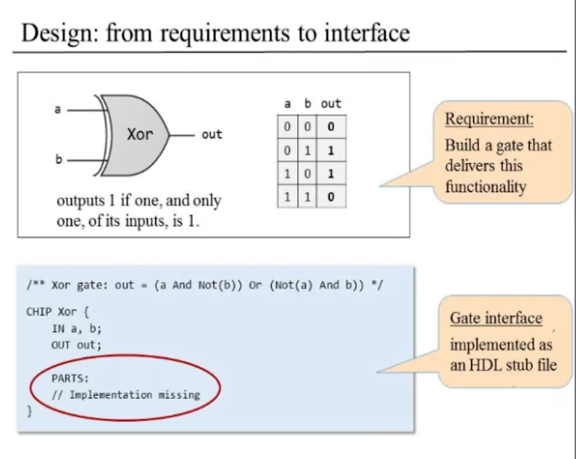 Design: from requirements to interface
a
b
Xor
out
outputs 1 if one, and only
one, of its inputs, is 1.
a b out
0 0 0
0 1 1
1 0 1
1 1 0
Requirement:
Build a gate that
delivers this
functionality
/** Xor gate: out = (a And Not(b)) Or (Not(a) And b)) */
CHIP Xor {
IN a, b;
OUT out;
PARTS:
// Implementation missing
}
Gate interface
implemented as
an HDL stub file